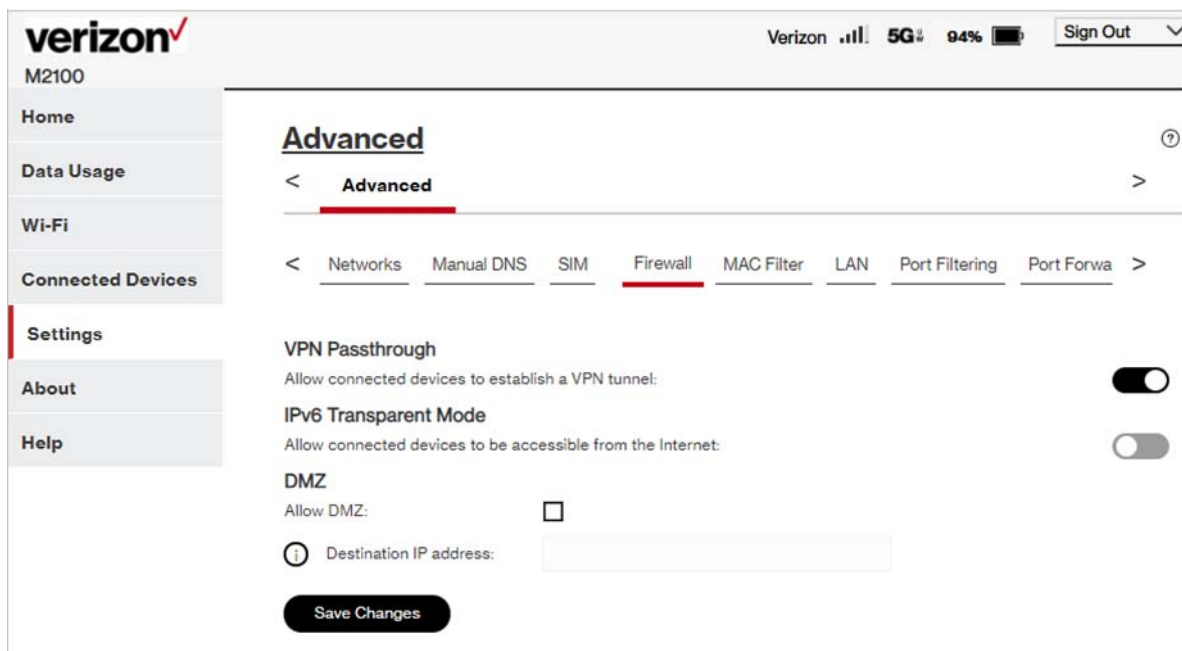 verizon
Verizon 5G 94% Sign Out
M2100
Home
Data Usage
Wi-Fi
Connected Devices
Settings
About
Help
Advanced
< Advanced >
< Networks Manual DNS SIM Firewall MAC Filter LAN Port Filtering Port Forwa >
VPN Passthrough
Allow connected devices to establish a VPN tunnel:
IPv6 Transparent Mode
Allow connected devices to be accessible from the Internet:
DMZ
Allow DMZ:
Destination IP address:
Save Changes